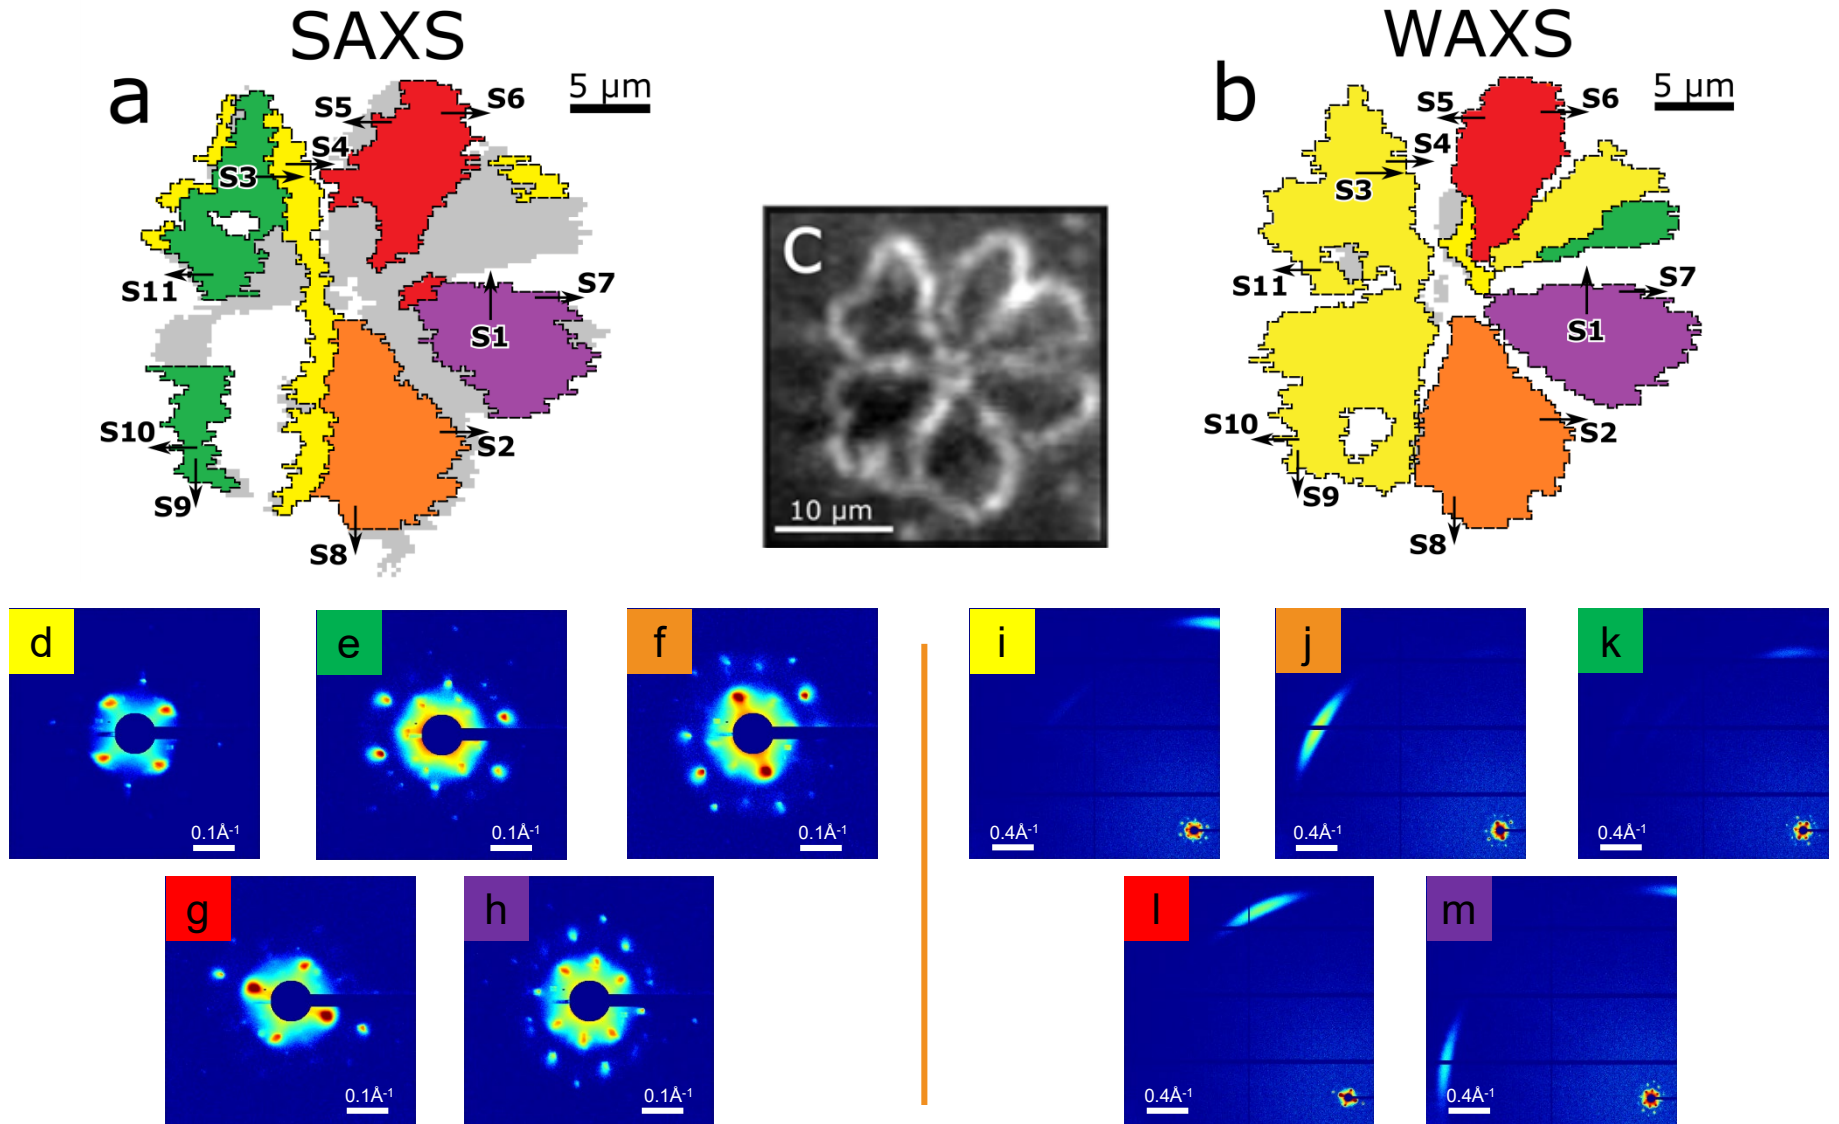 SAXS
WAXS
a
5 µm
S5
S6
S4
S3
S11
S7
S1
S10
S2
S9
S8
b
5 µm
S5
S6
S4
S3
S11
S7
S1
S10
S2
S9
S8
C
10 µm
d
0.1Å-1
e
0.1Å-1
f
0.1Å-1
i
0.4Å-1
j
0.4Å-1
k
0.4Å-1
g
0.1Å-1
h
0.1Å-1
l
0.4Å-1
m
0.4Å-1